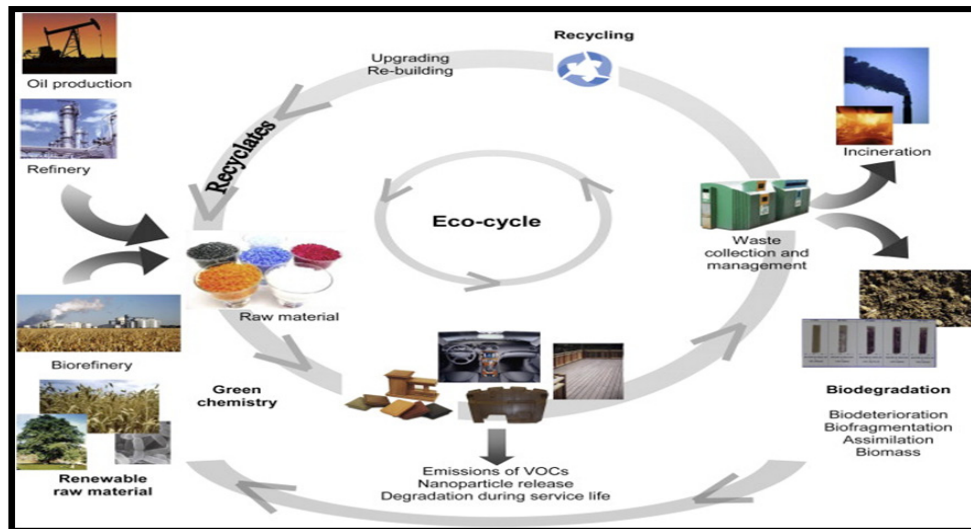 Oil production
Refinery
Biorefinery
Renewable
raw material
Upgrading
Re-building
Recycling
Recyclates
Eco-cycle
Raw material
Green
chemistry
Emissions of VOCs
Nanoparticle release
Degradation during service life
Waste
collection and
management
Incineration
Biodegradation
Biodeterioration
Biofragmentation
Assimilation
Biomass